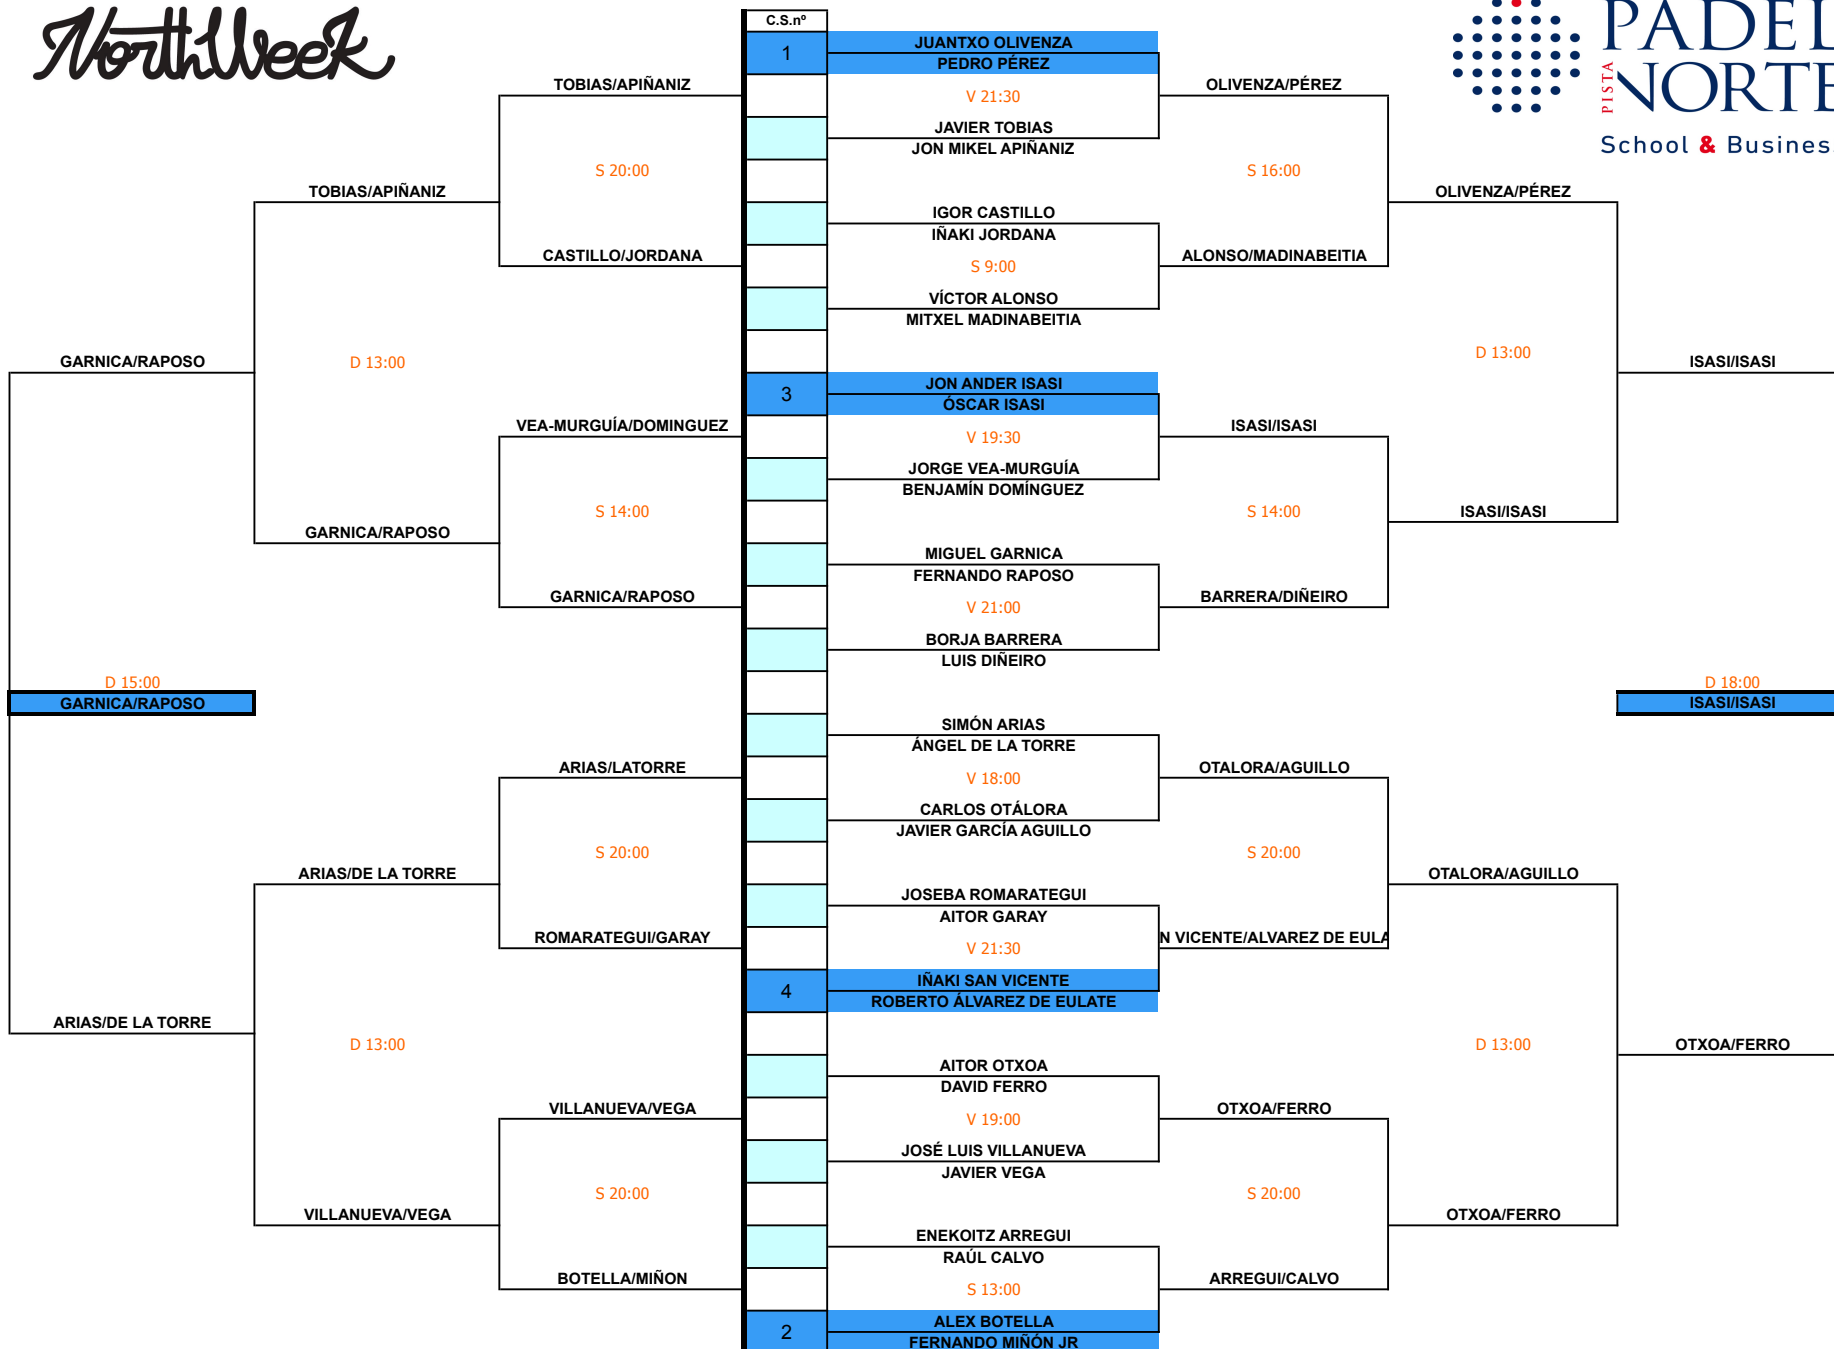 NorthWeek
C.S.nº
PADEL
PISTA
NORTE
School & Busines
1
JUANTXO OLIVENZA
PEDRO PÉREZ
TOBIAS/APIÑANIZ
V 21:30
OLIVENZA/PÉREZ
JAVIER TOBIAS
JON MIKEL APIÑANIZ
S 20:00
S 16:00
TOBIAS/APIÑANIZ
OLIVENZA/PÉREZ
IGOR CASTILLO
IÑAKI JORDANA
CASTILLO/JORDANA
S 9:00
ALONSO/MADINABEITIA
VÍCTOR ALONSO
MITXEL MADINABEITIA
GARNICA/RAPOSO
D 13:00
D 13:00
ISASI/ISASI
3
JON ANDER ISASI
ÓSCAR ISASI
VEA-MURGUÍA/DOMINGUEZ
V 19:30
ISASI/ISASI
JORGE VEA-MURGUÍA
BENJAMÍN DOMÍNGUEZ
S 14:00
S 14:00
GARNICA/RAPOSO
ISASI/ISASI
MIGUEL GARNICA
FERNANDO RAPOSO
GARNICA/RAPOSO
V 21:00
BARRERA/DIÑEIRO
BORJA BARRERA
LUIS DIÑEIRO
D 15:00
D 18:00
GARNICA/RAPOSO
ISASI/ISASI
SIMÓN ARIAS
ÁNGEL DE LA TORRE
ARIAS/LATORRE
V 18:00
OTALORA/AGUILLO
CARLOS OTÁLORA
JAVIER GARCÍA AGUILLO
S 20:00
S 20:00
ARIAS/DE LA TORRE
OTALORA/AGUILLO
JOSEBA ROMARATEGUI
AITOR GARAY
ROMARATEGUI/GARAY
V 21:30
N VICENTE/ALVAREZ DE EULA
4
IÑAKI SAN VICENTE
ROBERTO ÁLVAREZ DE EULATE
ARIAS/DE LA TORRE
D 13:00
D 13:00
OTXOA/FERRO
AITOR OTXOA
DAVID FERRO
VILLANUEVA/VEGA
V 19:00
OTXOA/FERRO
JOSÉ LUIS VILLANUEVA
JAVIER VEGA
S 20:00
S 20:00
VILLANUEVA/VEGA
OTXOA/FERRO
ENEKOITZ ARREGUI
RAÚL CALVO
BOTELLA/MIÑON
S 13:00
ARREGUI/CALVO
2
ALEX BOTELLA
FERNANDO MIÑÓN JR